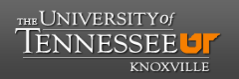 THE UNIVERSITY of
TENNESSEE UT
KNOXVILLE